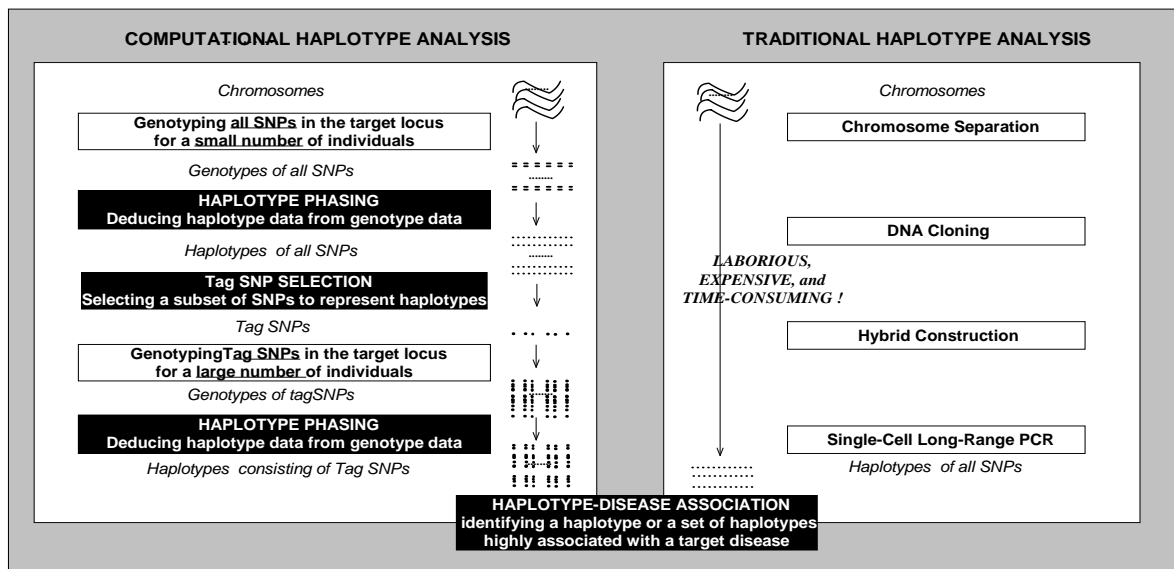 COMPUTATIONAL HAPLOTYPE ANALYSIS
Chromosomes
Genotyping all SNPs in the target locus
for a small number of individuals
Genotypes of all SNPs
HAPLOTYPE PHASING
Deducing haplotype data from genotype data
Haplotypes of all SNPs
Tag SNP SELECTION
Selecting a subset of SNPs to represent haplotypes
Tag SNPs
GenotypingTag SNPs in the target locus
for a large number of individuals
Genotypes of tagSNPs
HAPLOTYPE PHASING
Deducing haplotype data from genotype data
Haplotypes consisting of Tag SNPs
TRADITIONAL HAPLOTYPE ANALYSIS
Chromosomes
Chromosome Separation
DNA Cloning
LABORIOUS,
EXPENSIVE, and
TIME-CONSUMING !
Hybrid Construction
Single-Cell Long-Range PCR
Haplotypes of all SNPs
HAPLOTYPE-DISEASE ASSOCIATION
identifying a haplotype or a set of haplotypes
highly associated with a target disease